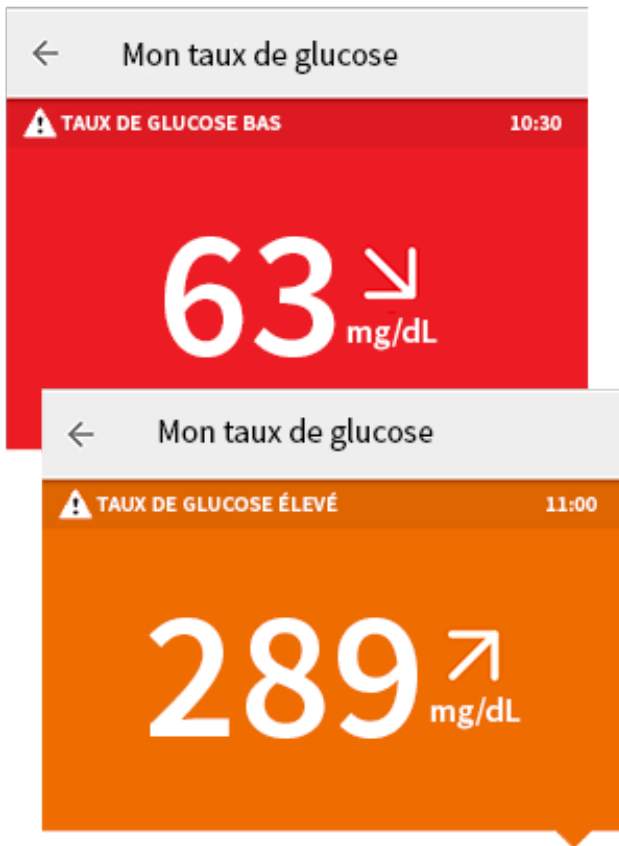 Mon taux de glucose
TAUX DE GLUCOSE BAS 10:30
63 mg/dL
Mon taux de glucose
TAUX DE GLUCOSE ÉLEVÉ 11:00
289 mg/dL